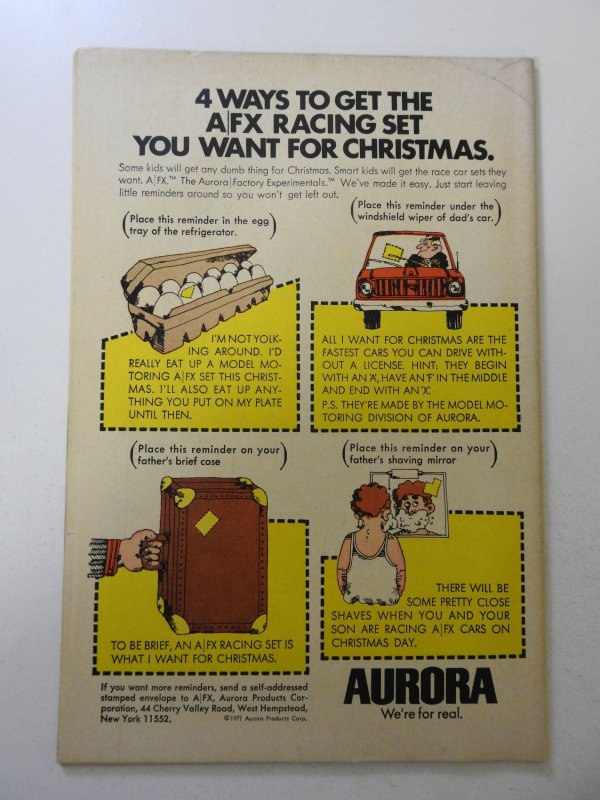 4 WAYS TO GET THE
A|FX RACING SET
YOU WANT FOR CHRISTMAS.
Some kids will get any dumb thing for Christmas. Smart kids will get the race car sets they
want. A|FX.™ The Aurora|Factory Experimentals.™ We've made it easy. Just start leaving
little reminders around so you won't get left out.
(Place this reminder in the egg
tray of the refrigerator.)
I'M NOT YOLK-
ING AROUND. I'D
REALLY EAT UP A MODEL MO-
TORING A|FX SET THIS CHRIST-
MAS. I'LL ALSO EAT UP ANY-
THING YOU PUT ON MY PLATE
UNTIL THEN.
(Place this reminder under the
windshield wiper of dad's car.)
ALL I WANT FOR CHRISTMAS ARE THE
FASTEST CARS YOU CAN DRIVE WITH-
OUT A LICENSE. HINT: THEY BEGIN
WITH AN 'A', HAVE AN 'F' IN THE MIDDLE
AND END WITH AN 'X'.
P.S. THEY'RE MADE BY THE MODEL MO-
TORING DIVISION OF AURORA.
(Place this reminder on your
father's brief case)
TO BE BRIEF, AN A|FX RACING SET IS
WHAT I WANT FOR CHRISTMAS.
(Place this reminder on your
father's shaving mirror)
THERE WILL BE
SOME PRETTY CLOSE
SHAVES WHEN YOU AND YOUR
SON ARE RACING A|FX CARS ON
CHRISTMAS DAY.
If you want more reminders, send a self-addressed
stamped envelope to A|FX, Aurora Products Cor-
poration, 44 Cherry Valley Road, West Hempstead,
New York 11552.
©1971 Aurora Products Corp.
AURORA
We're for real.